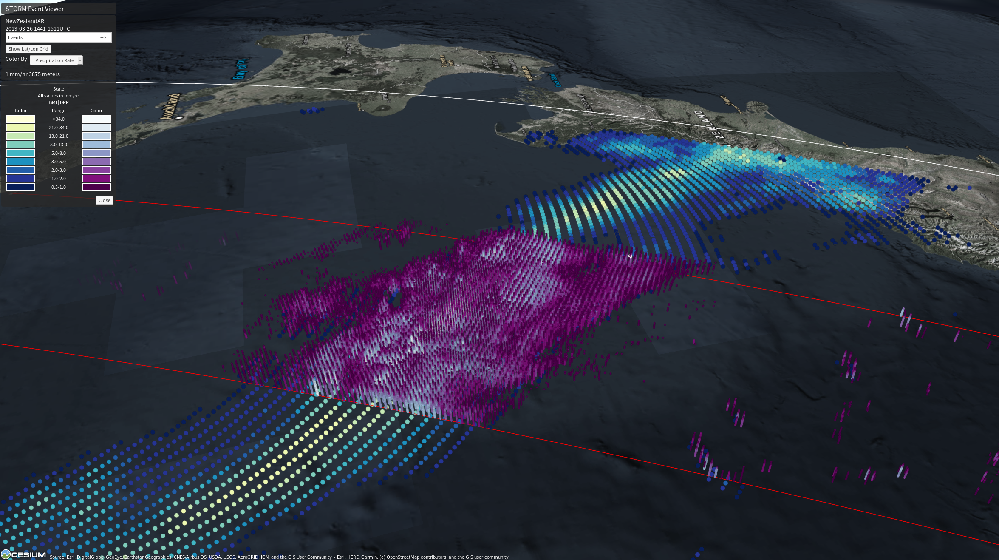 STORM Event Viewer
NewZealandAR
2019-03-26 1441-1511UTC
Events -->
Show Lat/Lon Grid
Color By: Precipitation Rate
1 mm/hr 3875 meters
Scale
All values in mm/hr
GMI | DPR
Color Range Color
>34.0
21.0-34.0
13.0-21.0
8.0-13.0
5.0-8.0
3.0-5.0
2.0-3.0
1.0-2.0
0.5-1.0
Close
Bay of Pl
Auckland
Wellington
ZEALAND
CESIUM
Source: Esri, DigitalGlobe, GeoEye, Earthstar Geographics, CNES/Airbus DS, USDA, USGS, AeroGRID, IGN, and the GIS User Community • Esri, HERE, Garmin, (c) OpenStreetMap contributors, and the GIS user community